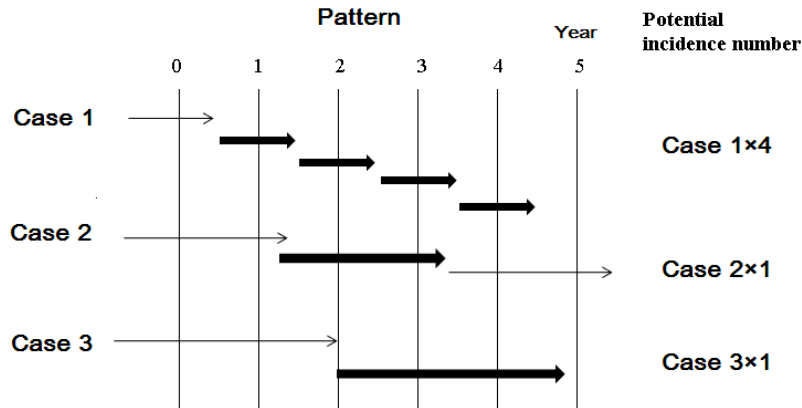 Pattern
Year
Potential
incidence number
0 1 2 3 4 5
Case 1
Case 1×4
Case 2
Case 2×1
Case 3
Case 3×1